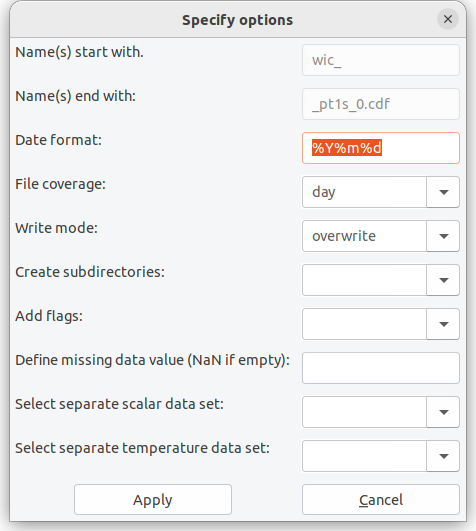 Specify options
Name(s) start with. wic_
Name(s) end with: _pt1s_0.cdf
Date format: %Y%m%d
File coverage: day
Write mode: overwrite
Create subdirectories:
Add flags:
Define missing data value (NaN if empty):
Select separate scalar data set:
Select separate temperature data set:
Apply Cancel